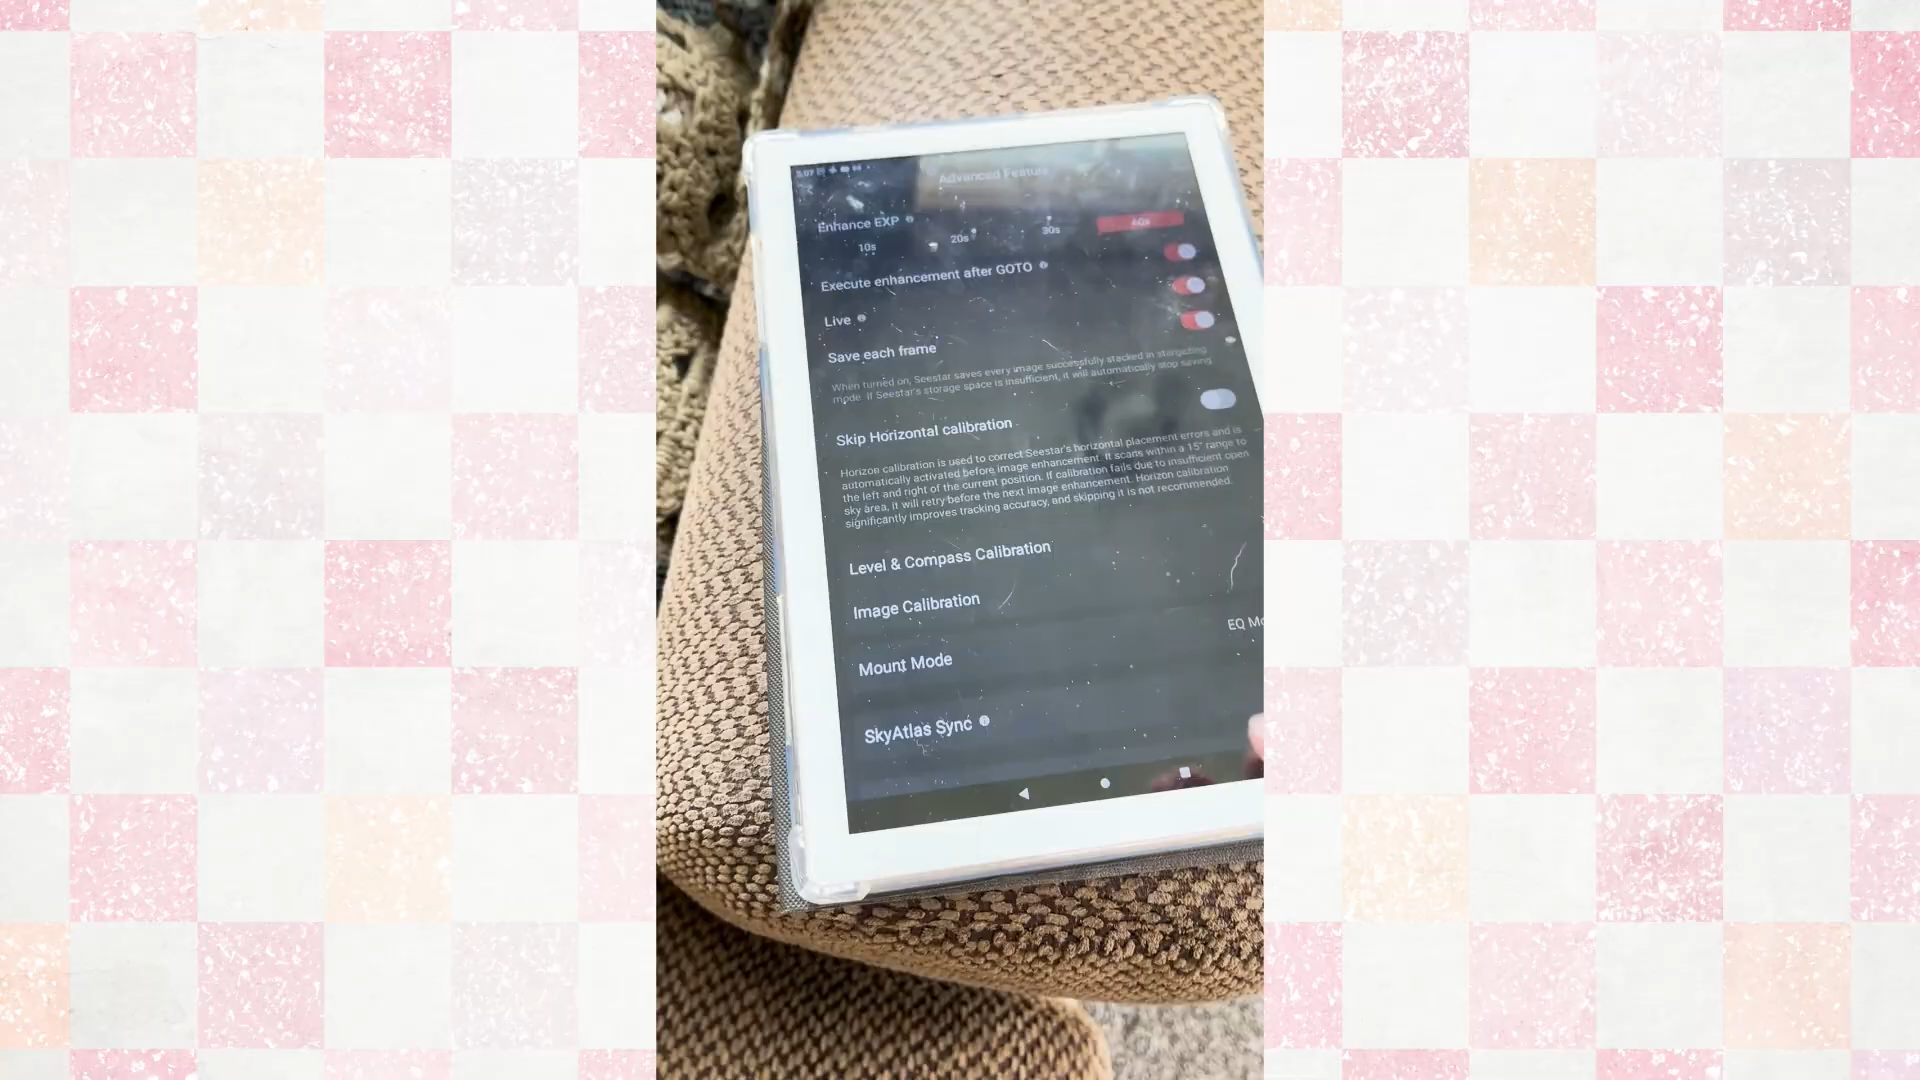 5:07
Advanced Feature
Enhance EXP
10s 20s 30s 60s
Execute enhancement after GOTO
Live
Save each frame
When turned on, Seestar saves every image successfully stacked in stargazing
mode. If Seestar's storage space is insufficient, it will automatically stop saving
Skip Horizontal calibration
Horizon calibration is used to correct Seestar's horizontal placement errors and is
automatically activated before image enhancement. It scans within a 15° range to
the left and right of the current position. If calibration fails due to insufficient open
sky area, it will retry before the next image enhancement. Horizon calibration
significantly improves tracking accuracy, and skipping it is not recommended.
Level & Compass Calibration
Image Calibration
EQ Mo
Mount Mode
SkyAtlas Sync